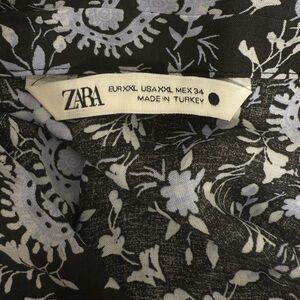 ZARA
EUR XXL USA XXL MEX 34
MADE IN TURKEY